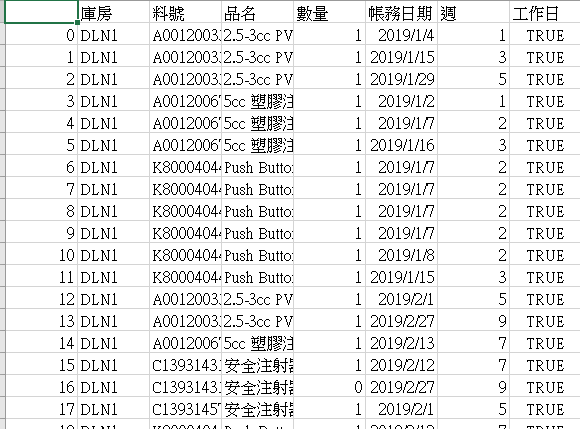 庫房 料號 品名 數量 帳務日期 週 工作日
0 DLN1 A0012003 2.5-3cc PV 1 2019/1/4 1 TRUE
1 DLN1 A0012003 2.5-3cc PV 1 2019/1/15 3 TRUE
2 DLN1 A0012003 2.5-3cc PV 1 2019/1/29 5 TRUE
3 DLN1 A0012006 5cc 塑膠注 1 2019/1/2 1 TRUE
4 DLN1 A0012006 5cc 塑膠注 1 2019/1/7 2 TRUE
5 DLN1 A0012006 5cc 塑膠注 1 2019/1/16 3 TRUE
6 DLN1 K8000404 Push Butto 1 2019/1/7 2 TRUE
7 DLN1 K8000404 Push Butto 1 2019/1/7 2 TRUE
8 DLN1 K8000404 Push Butto 1 2019/1/7 2 TRUE
9 DLN1 K8000404 Push Butto 1 2019/1/7 2 TRUE
10 DLN1 K8000404 Push Butto 1 2019/1/8 2 TRUE
11 DLN1 K8000404 Push Butto 1 2019/1/15 3 TRUE
12 DLN1 A0012003 2.5-3cc PV 1 2019/2/1 5 TRUE
13 DLN1 A0012003 2.5-3cc PV 1 2019/2/27 9 TRUE
14 DLN1 A0012006 5cc 塑膠注 1 2019/2/13 7 TRUE
15 DLN1 C1393143 安全注射 1 2019/2/12 7 TRUE
16 DLN1 C1393143 安全注射 0 2019/2/27 9 TRUE
17 DLN1 C1393145 安全注射 1 2019/2/1 5 TRUE